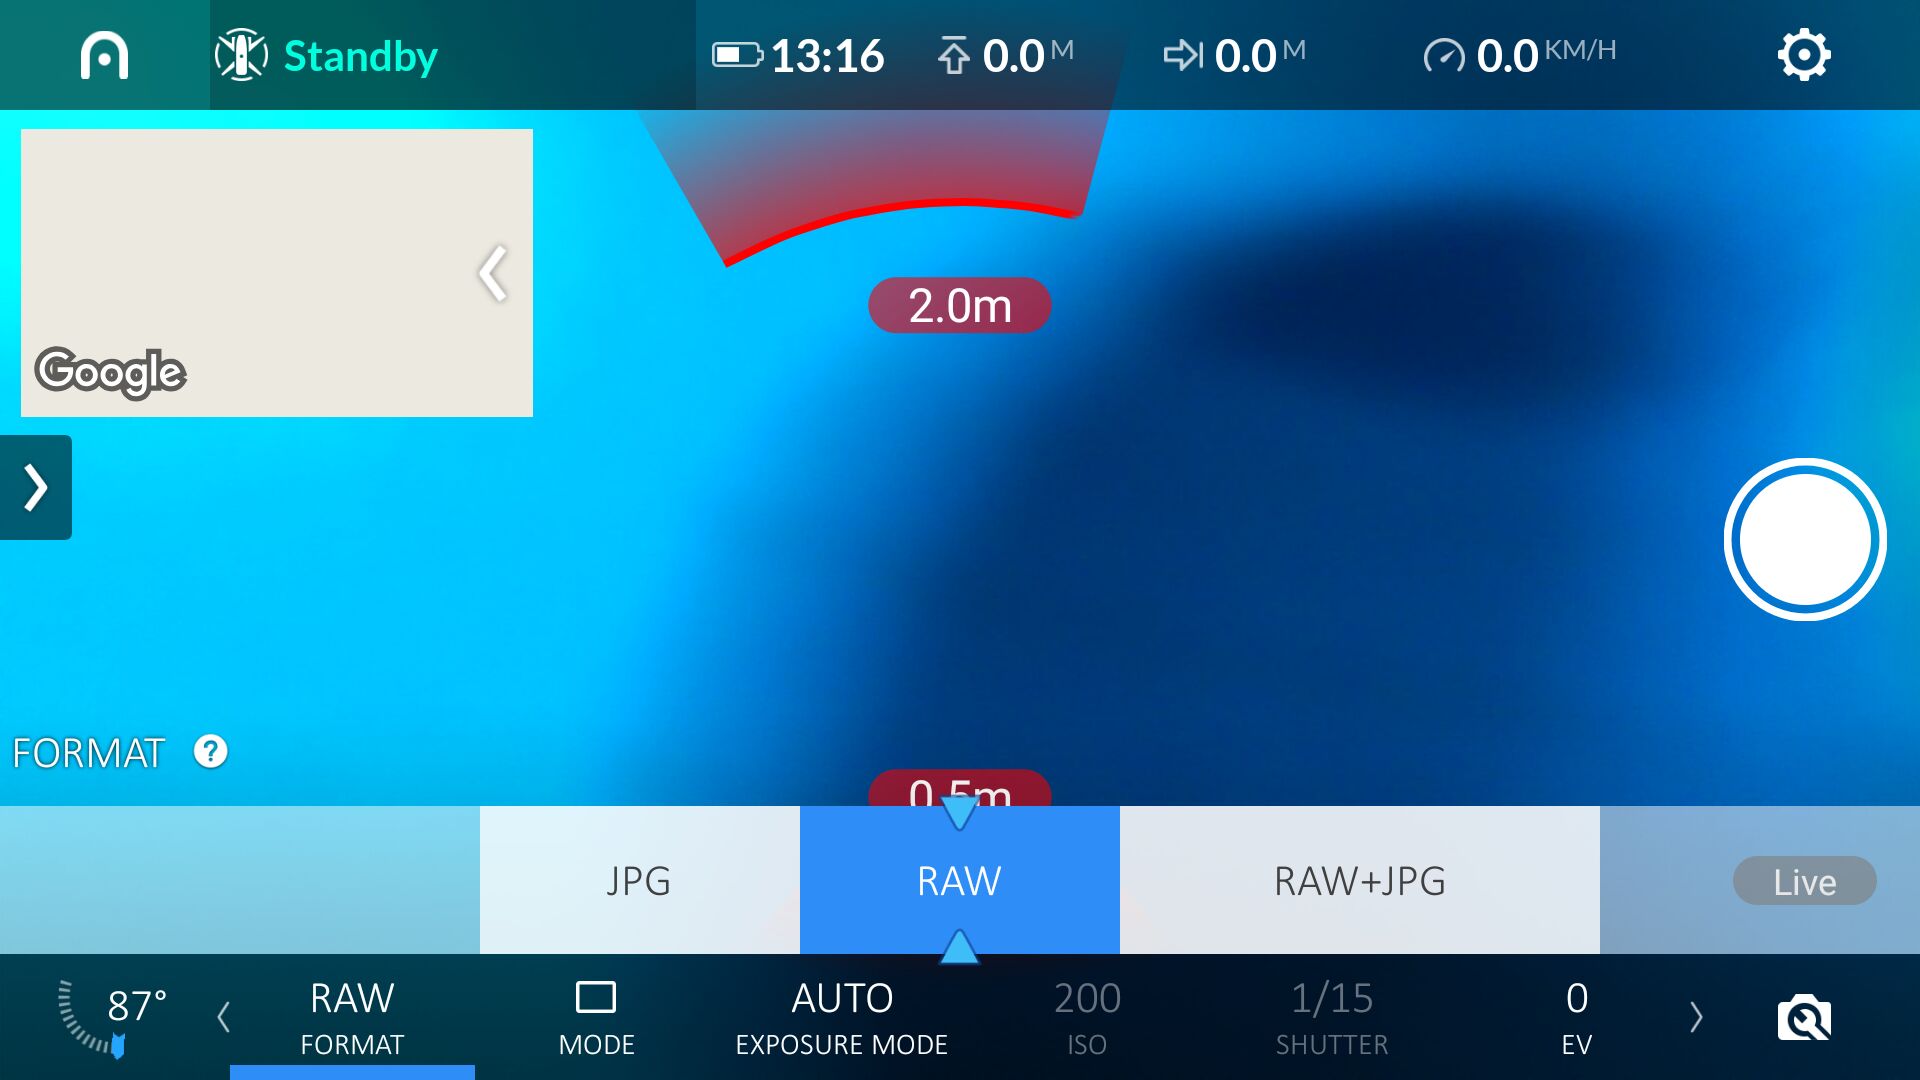 Standby 13:16 0.0 M 0.0 M 0.0 KM/H
Google
2.0m
FORMAT ?
0.5m
JPG RAW RAW+JPG Live
87° RAW AUTO 200 1/15 0
FORMAT MODE EXPOSURE MODE ISO SHUTTER EV